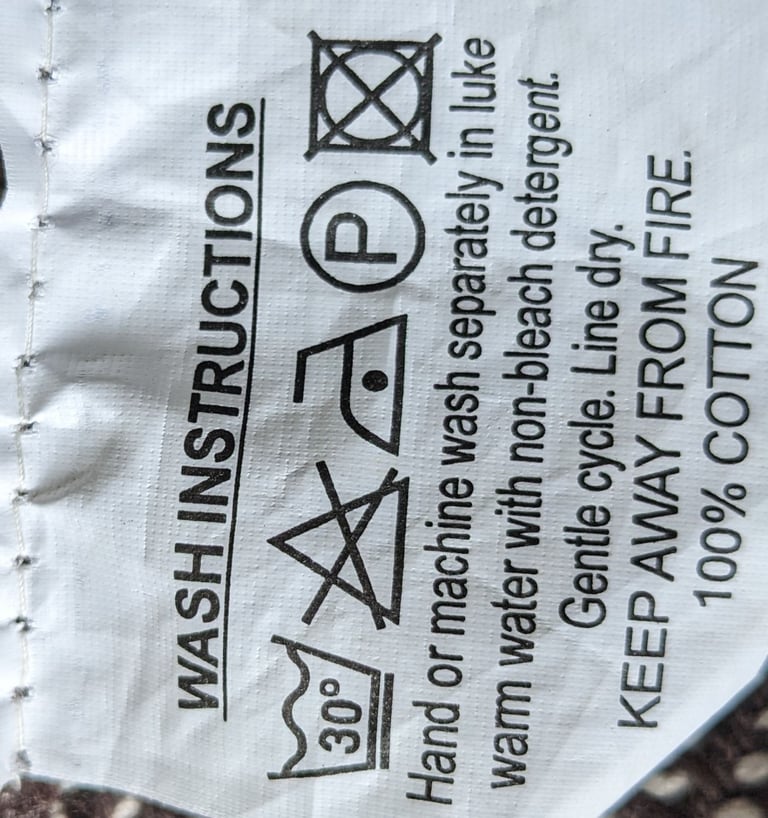 WASH INSTRUCTIONS
30° P
Hand or machine wash separately in luke
warm water with non-bleach detergent.
Gentle cycle. Line dry.
KEEP AWAY FROM FIRE.
100% COTTON